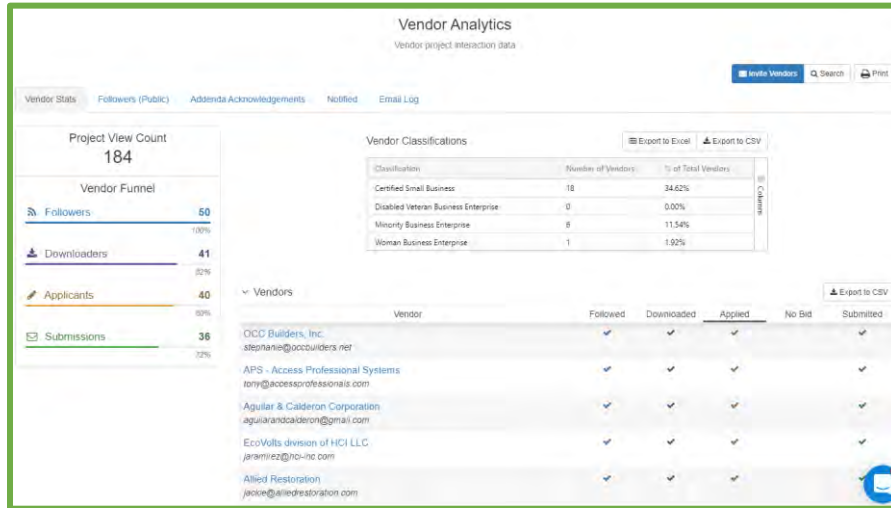 Vendor Analytics
Vendor project interaction data
Invite Vendors Search Print
Vendor Stats Followers (Public) Addenda Acknowledgements Notified Email Log
Project View Count
184
Vendor Funnel
Followers 50
100%
Downloaders 41
82%
Applicants 40
80%
Submissions 36
72%
Vendor Classifications Export to Excel Export to CSV
Classification Number of Vendors % of Total Vendors
Columns
Certified Small Business 18 34.62%
Disabled Veteran Business Enterprise 0 0.00%
Minority Business Enterprise 6 11.54%
Woman Business Enterprise 1 1.92%
Vendors Export to CSV
Vendor Followed Downloaded Applied No Bid Submitted
OCC Builders, Inc.
stephanie@occbuilders.net
APS - Access Professional Systems
tony@accessprofessionals.com
Aguilar & Calderon Corporation
aguilarandcalderon@gmail.com
EcoVolts division of HCI LLC
jaramirez@hci-inc.com
Allied Restoration
jackie@alliedrestoration.com